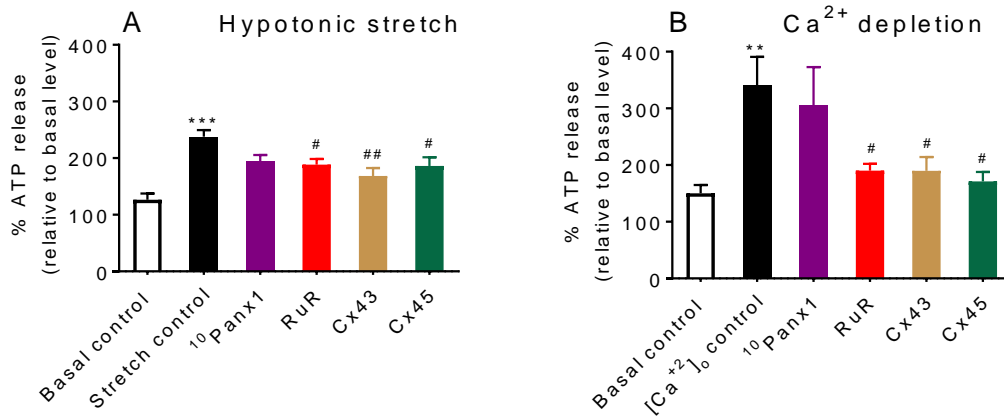 A Hypotonic stretch
% ATP release
(relative to basal level)
400
300
200
100
0
***
#
##
#
Basal control
Stretch control
¹⁰Panx1
RuR
Cx43
Cx45
B Ca²⁺ depletion
% ATP release
(relative to basal level)
400
300
200
100
0
**
#
#
#
Basal control
[Ca⁺²]ₒ control
¹⁰Panx1
RuR
Cx43
Cx45